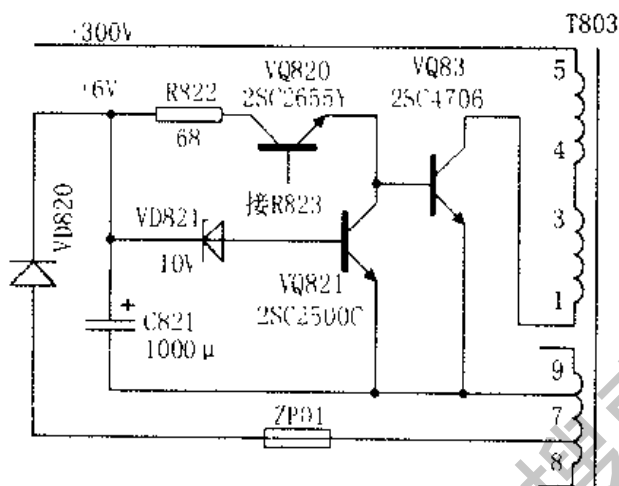 T803
+300V
5
VQ820
VQ83
+6V
R822
2SC2655Y
2SC4706
68
4
接R823
VD820
VD821
3
10V
VQ821
1
C821
2SC2500C
1000μ
9
ZP01
7
8